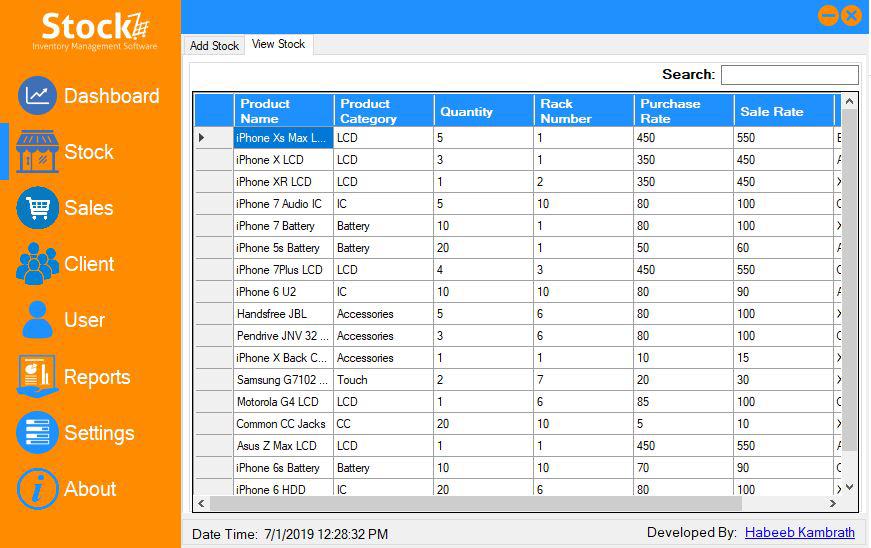 Stock
Inventory Management Software
Dashboard
Stock
Sales
Client
User
Reports
Settings
About
Add Stock View Stock
Search:
Product Name Product Category Quantity Rack Number Purchase Rate Sale Rate
iPhone Xs Max L... LCD 5 1 450 550
iPhone X LCD LCD 3 1 350 450 A
iPhone XR LCD LCD 1 2 350 450 X
iPhone 7 Audio IC IC 5 10 80 100
iPhone 7 Battery Battery 10 1 80 100 X
iPhone 5s Battery Battery 20 1 50 60 A
iPhone 7Plus LCD LCD 4 3 450 550
iPhone 6 U2 IC 10 10 80 90 A
Handsfree JBL Accessories 5 6 80 100 X
Pendrive JNV 32 ... Accessories 3 6 80 100
iPhone X Back C... Accessories 1 1 10 15 X
Samsung G7102 ... Touch 2 7 20 30 X
Motorola G4 LCD LCD 1 6 85 100
Common CC Jacks CC 20 10 5 10 X
Asus Z Max LCD LCD 1 1 450 550 A
iPhone 6s Battery Battery 10 10 70 90
iPhone 6 HDD IC 20 6 80 100 X
Date Time: 7/1/2019 12:28:32 PM Developed By: Habeeb Kambrath